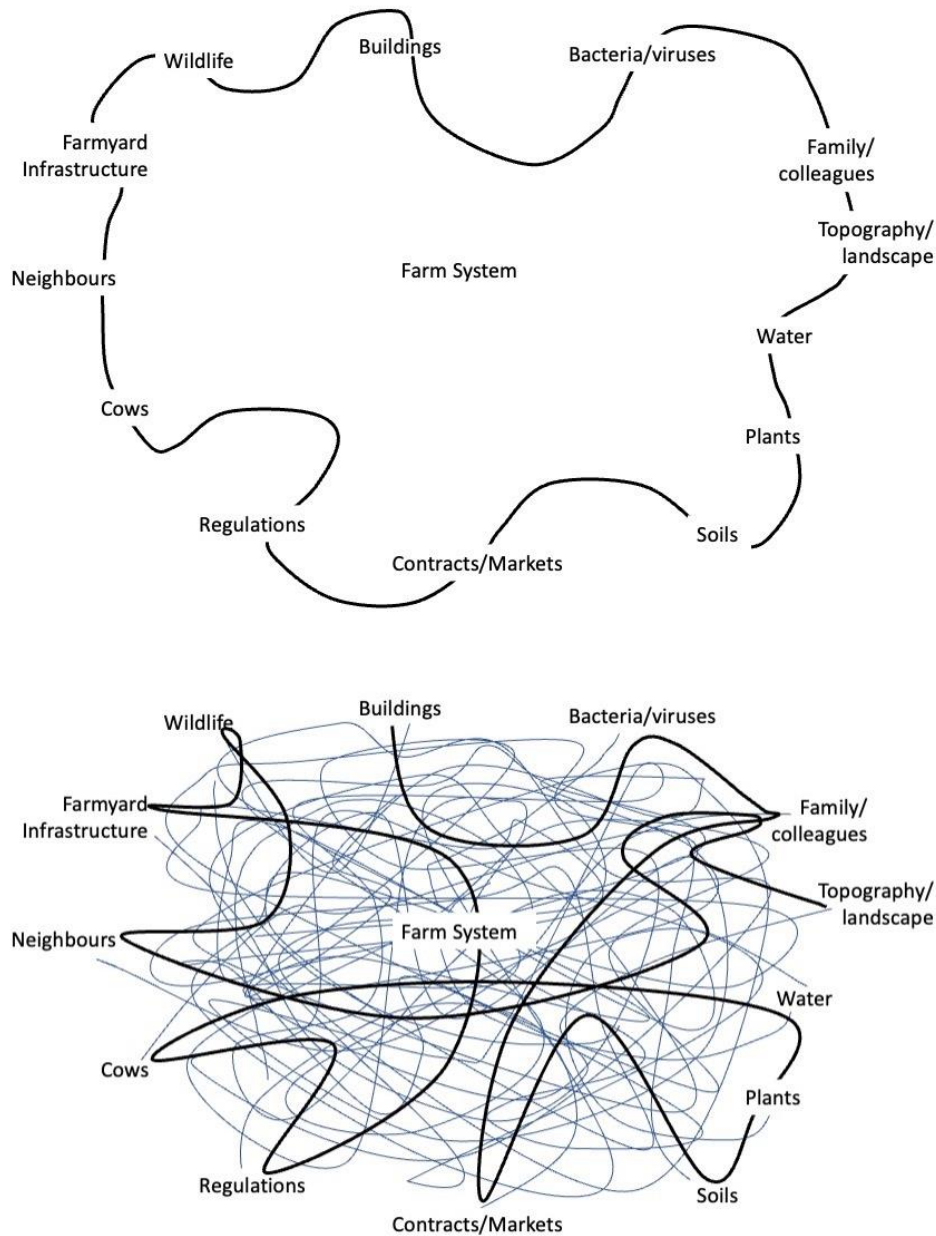 Buildings
Wildlife
Bacteria/viruses
Farmyard
Infrastructure
Family/
colleagues
Topography/
landscape
Neighbours
Farm System
Water
Cows
Plants
Regulations
Soils
Contracts/Markets
Buildings
Wildlife
Bacteria/viruses
Farmyard
Infrastructure
Family/
colleagues
Topography/
landscape
Neighbours
Farm System
Water
Cows
Plants
Regulations
Soils
Contracts/Markets